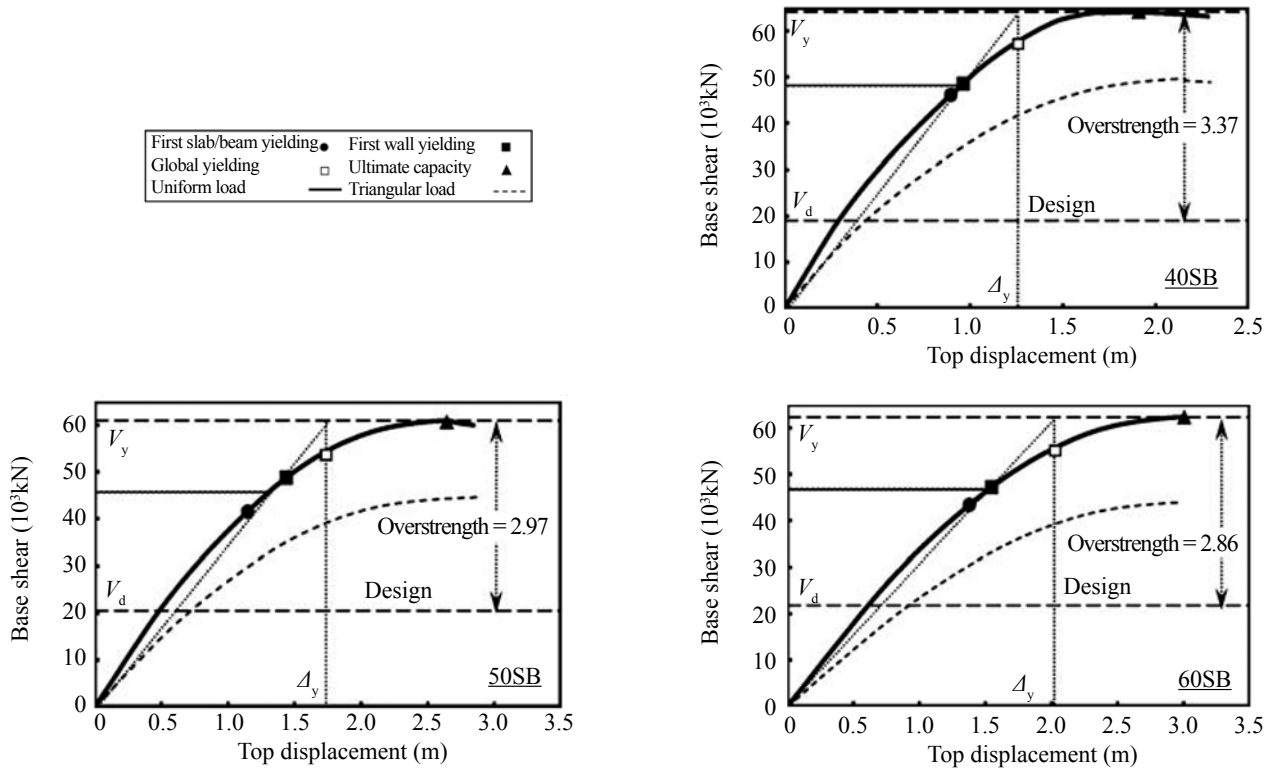 First slab/beam yielding First wall yielding
Global yielding Ultimate capacity
Uniform load Triangular load
Base shear (10³kN)
60
50
40
30
20
10
0
V_y
V_d
Overstrength = 3.37
Design
Δ_y
40SB
0 0.5 1.0 1.5 2.0 2.5
Top displacement (m)
Base shear (10³kN)
60
50
40
30
20
10
0
V_y
V_d
Overstrength = 2.97
Design
Δ_y
50SB
0 0.5 1.0 1.5 2.0 2.5 3.0 3.5
Top displacement (m)
Base shear (10³kN)
60
50
40
30
20
10
0
V_y
V_d
Overstrength = 2.86
Design
Δ_y
60SB
0 0.5 1.0 1.5 2.0 2.5 3.0 3.5
Top displacement (m)